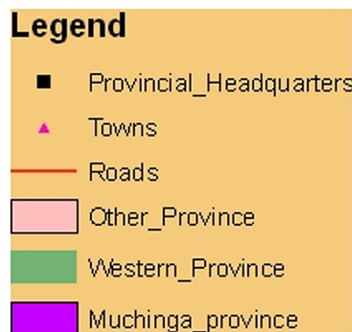 Legend
Provincial_Headquarters
Towns
Roads
Other_Province
Western_Province
Muchinga_province